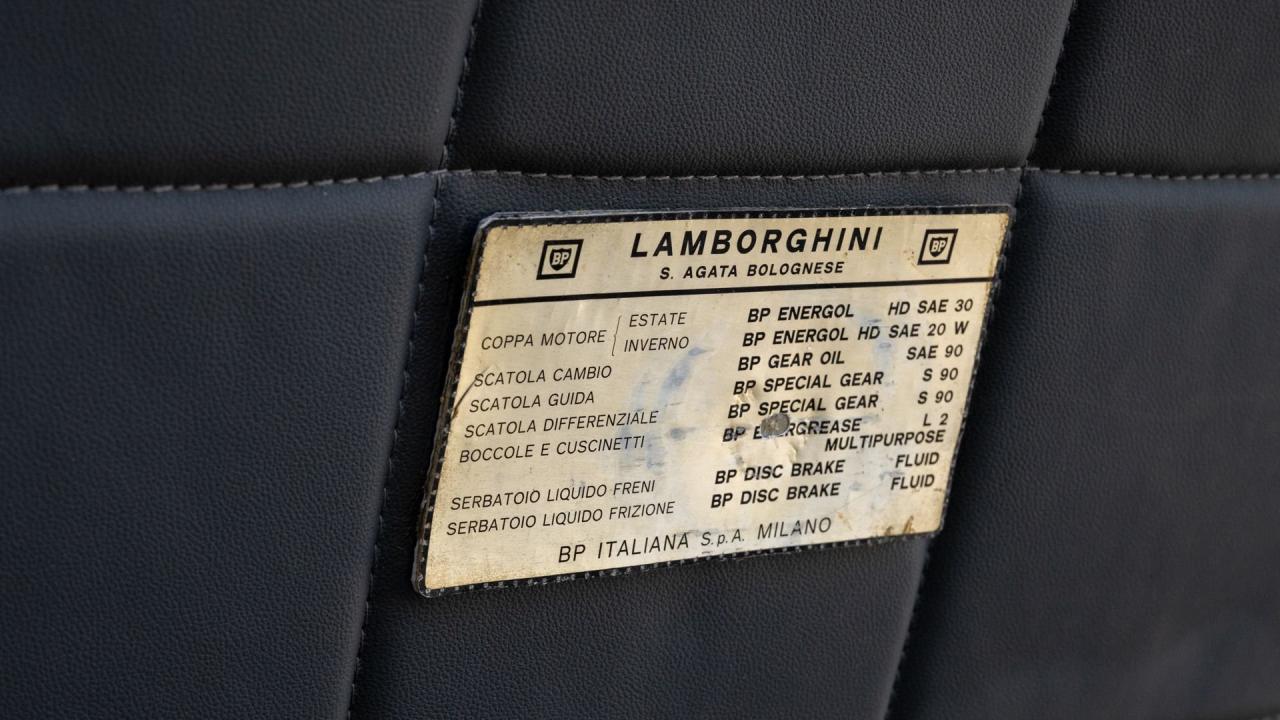 BP LAMBORGHINI BP
S. AGATA BOLOGNESE
COPPA MOTORE ESTATE BP ENERGOL HD SAE 30
INVERNO BP ENERGOL HD SAE 20 W
SCATOLA CAMBIO BP GEAR OIL SAE 90
SCATOLA GUIDA BP SPECIAL GEAR S 90
SCATOLA DIFFERENZIALE BP SPECIAL GEAR S 90
BOCCOLE E CUSCINETTI BP L 2
MULTIPURPOSE
SERBATOIO LIQUIDO FRENI BP DISC BRAKE FLUID
SERBATOIO LIQUIDO FRIZIONE BP DISC BRAKE FLUID
BP ITALIANA S.p.A. MILANO